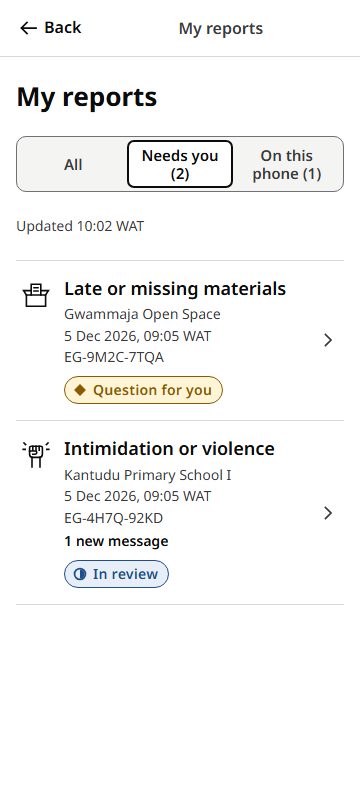 Back
My reports
My reports
All
Needs you
(2)
On this
phone (1)
Updated 10:02 WAT
Late or missing materials
Gwammaja Open Space
5 Dec 2026, 09:05 WAT
EG-9M2C-7TQA
Question for you
Intimidation or violence
Kantudu Primary School I
5 Dec 2026, 09:05 WAT
EG-4H7Q-92KD
1 new message
In review